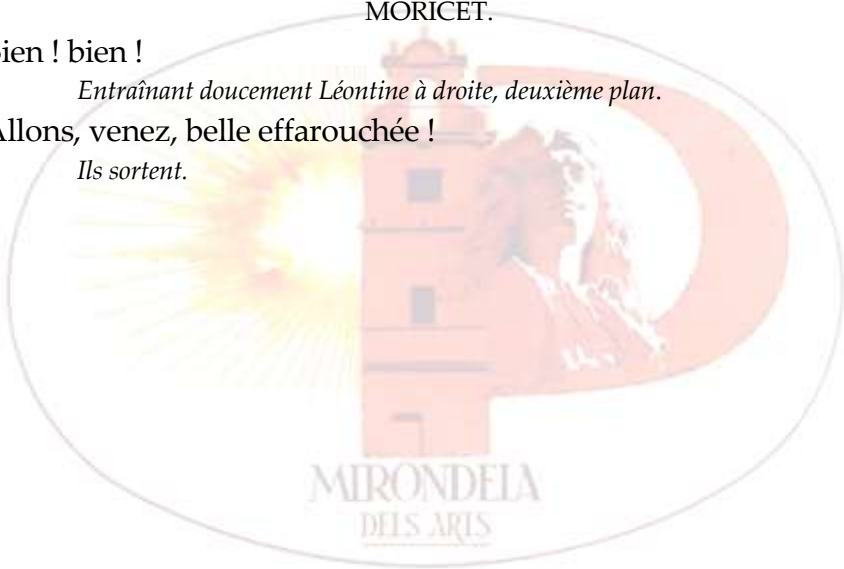 MORICET.
bien ! bien !
Entraînant doucement Léontine à droite, deuxième plan.
Allons, venez, belle effarouchée !
Ils sortent.
MIRONDELA
DELS ARTS